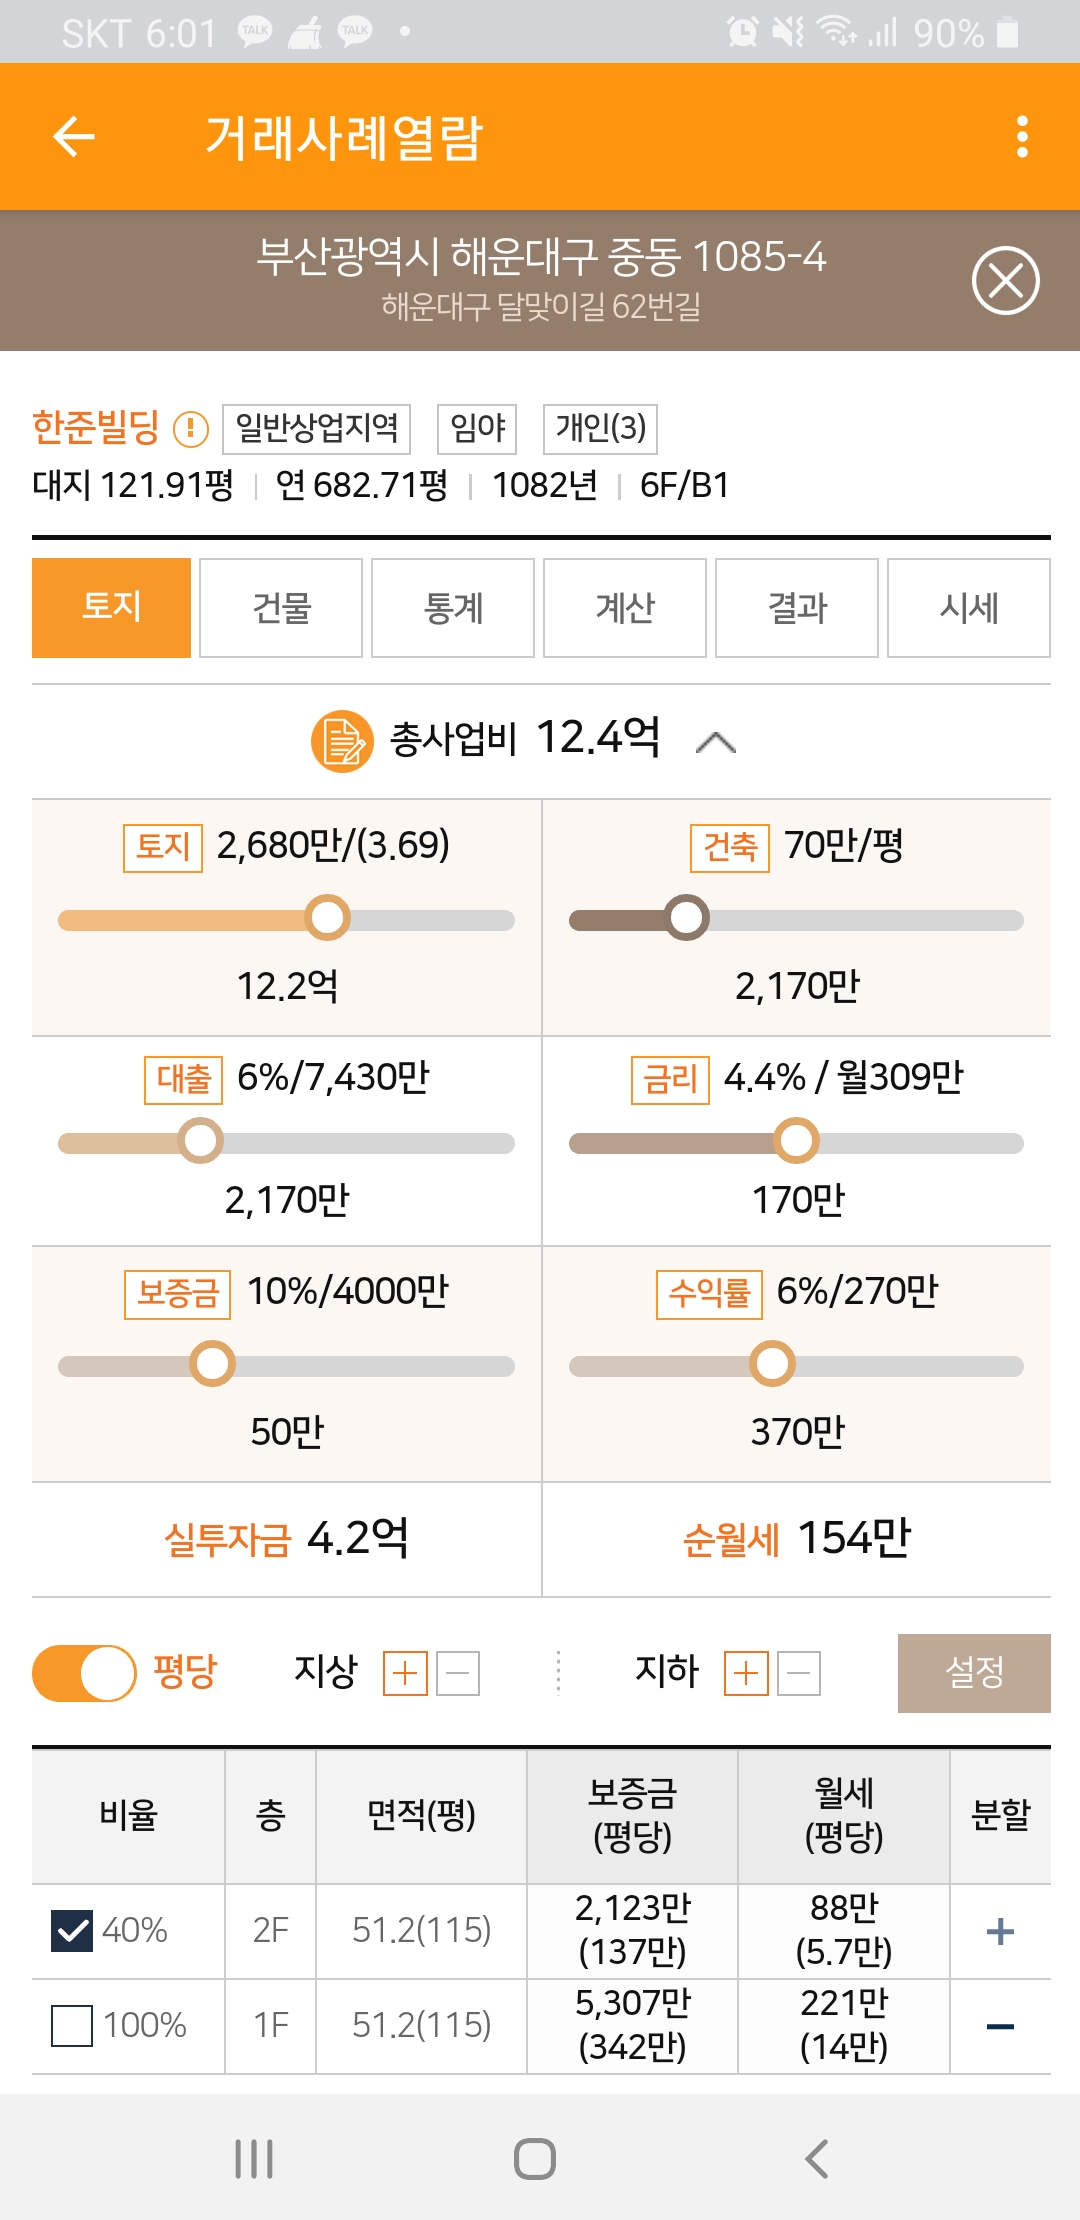 SKT 6:01 TALK TALK 90%
거래사례열람
부산광역시 해운대구 중동 1085-4
해운대구 달맞이길 62번길
한준빌딩 일반상업지역 임야 개인(3)
대지 121.91평 연 682.71평 1082년 6F/B1
토지 건물 통계 계산 결과 시세
총사업비 12.4억
토지 2,680만/(3.69) 건축 70만/평
12.2억 2,170만
대출 6%/7,430만 금리 4.4% / 월309만
2,170만 170만
보증금 10%/4000만 수익률 6%/270만
50만 370만
실투자금 4.2억 순월세 154만
평당 지상 지하 설정
비율 층 면적(평) 보증금 (평당) 월세 (평당) 분할
40% 2F 51.2(115) 2,123만 (137만) 88만 (5.7만) +
100% 1F 51.2(115) 5,307만 (342만) 221만 (14만) −